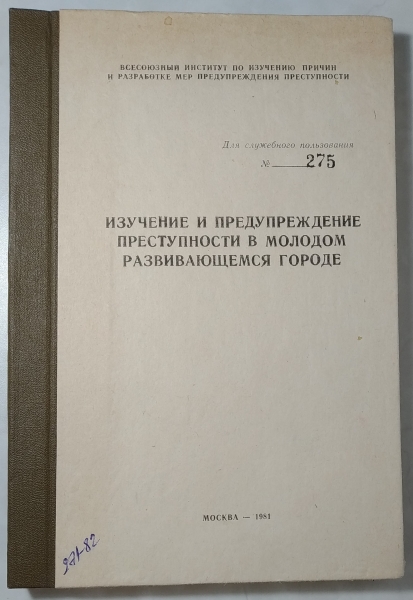 ВСЕСОЮЗНЫЙ ИНСТИТУТ ПО ИЗУЧЕНИЮ ПРИЧИН
И РАЗРАБОТКЕ МЕР ПРЕДУПРЕЖДЕНИЯ ПРЕСТУПНОСТИ
Для служебного пользования
№ 275
ИЗУЧЕНИЕ И ПРЕДУПРЕЖДЕНИЕ
ПРЕСТУПНОСТИ В МОЛОДОМ
РАЗВИВАЮЩЕМСЯ ГОРОДЕ
МОСКВА — 1981